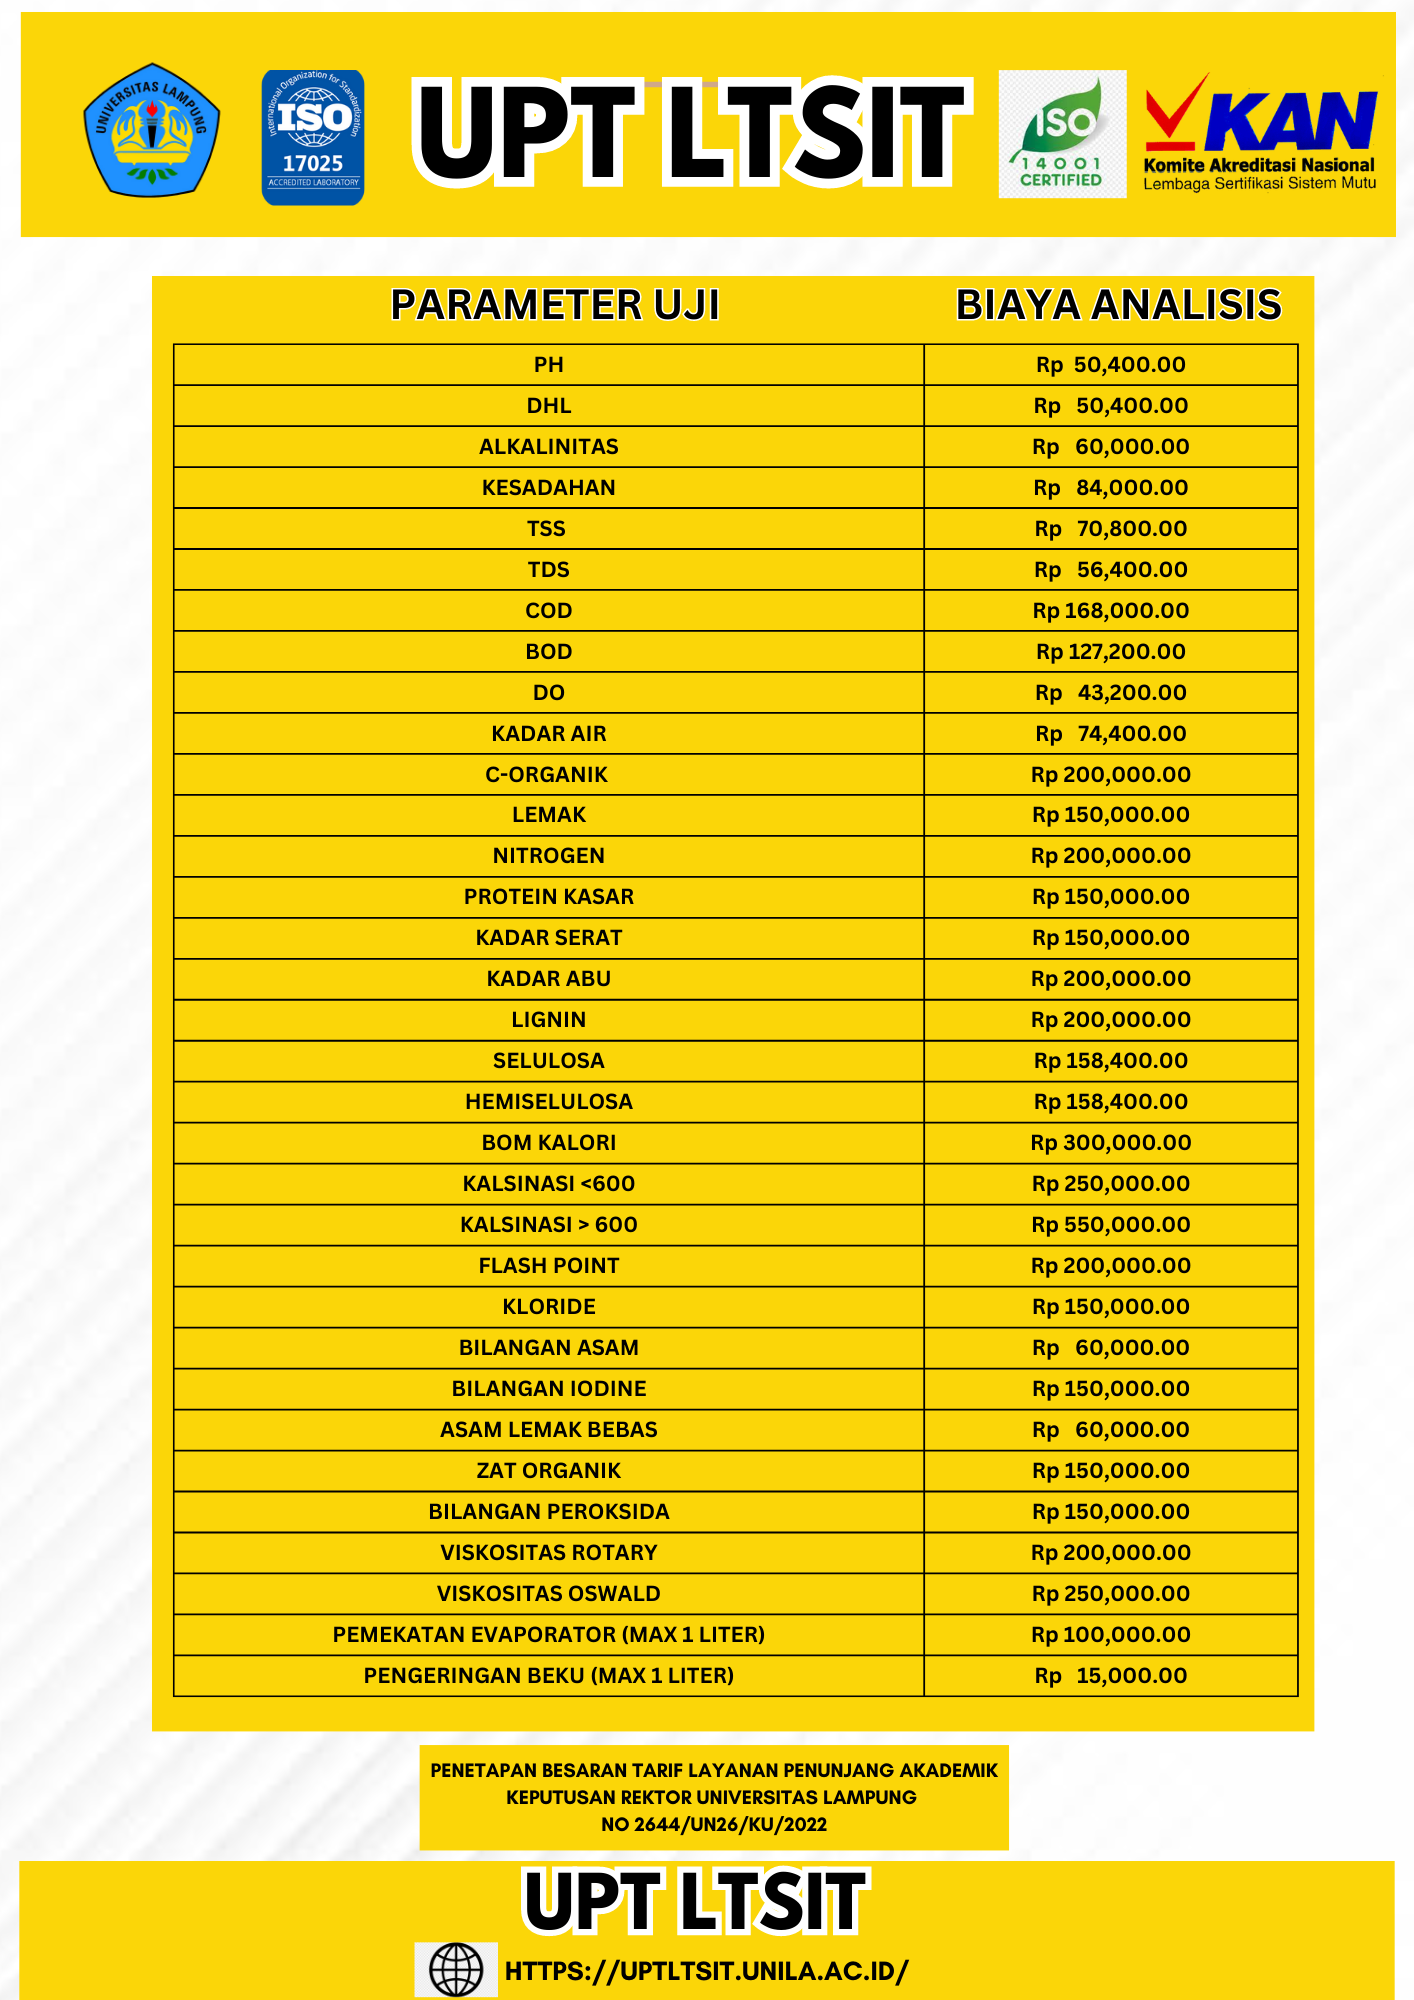 UNIVERSITAS LAMPUNG
International Organization for Standardization
ISO
17025
ACCREDITED LABORATORY
UPT LTSIT
ISO
14001
CERTIFIED
KAN
Komite Akreditasi Nasional
Lembaga Sertifikasi Sistem Mutu
PARAMETER UJI BIAYA ANALISIS
PH Rp 50,400.00
DHL Rp 50,400.00
ALKALINITAS Rp 60,000.00
KESADAHAN Rp 84,000.00
TSS Rp 70,800.00
TDS Rp 56,400.00
COD Rp 168,000.00
BOD Rp 127,200.00
DO Rp 43,200.00
KADAR AIR Rp 74,400.00
C-ORGANIK Rp 200,000.00
LEMAK Rp 150,000.00
NITROGEN Rp 200,000.00
PROTEIN KASAR Rp 150,000.00
KADAR SERAT Rp 150,000.00
KADAR ABU Rp 200,000.00
LIGNIN Rp 200,000.00
SELULOSA Rp 158,400.00
HEMISELULOSA Rp 158,400.00
BOM KALORI Rp 300,000.00
KALSINASI <600 Rp 250,000.00
KALSINASI > 600 Rp 550,000.00
FLASH POINT Rp 200,000.00
KLORIDE Rp 150,000.00
BILANGAN ASAM Rp 60,000.00
BILANGAN IODINE Rp 150,000.00
ASAM LEMAK BEBAS Rp 60,000.00
ZAT ORGANIK Rp 150,000.00
BILANGAN PEROKSIDA Rp 150,000.00
VISKOSITAS ROTARY Rp 200,000.00
VISKOSITAS OSWALD Rp 250,000.00
PEMEKATAN EVAPORATOR (MAX 1 LITER) Rp 100,000.00
PENGERINGAN BEKU (MAX 1 LITER) Rp 15,000.00
PENETAPAN BESARAN TARIF LAYANAN PENUNJANG AKADEMIK
KEPUTUSAN REKTOR UNIVERSITAS LAMPUNG
NO 2644/UN26/KU/2022
UPT LTSIT
HTTPS://UPTLTSIT.UNILA.AC.ID/